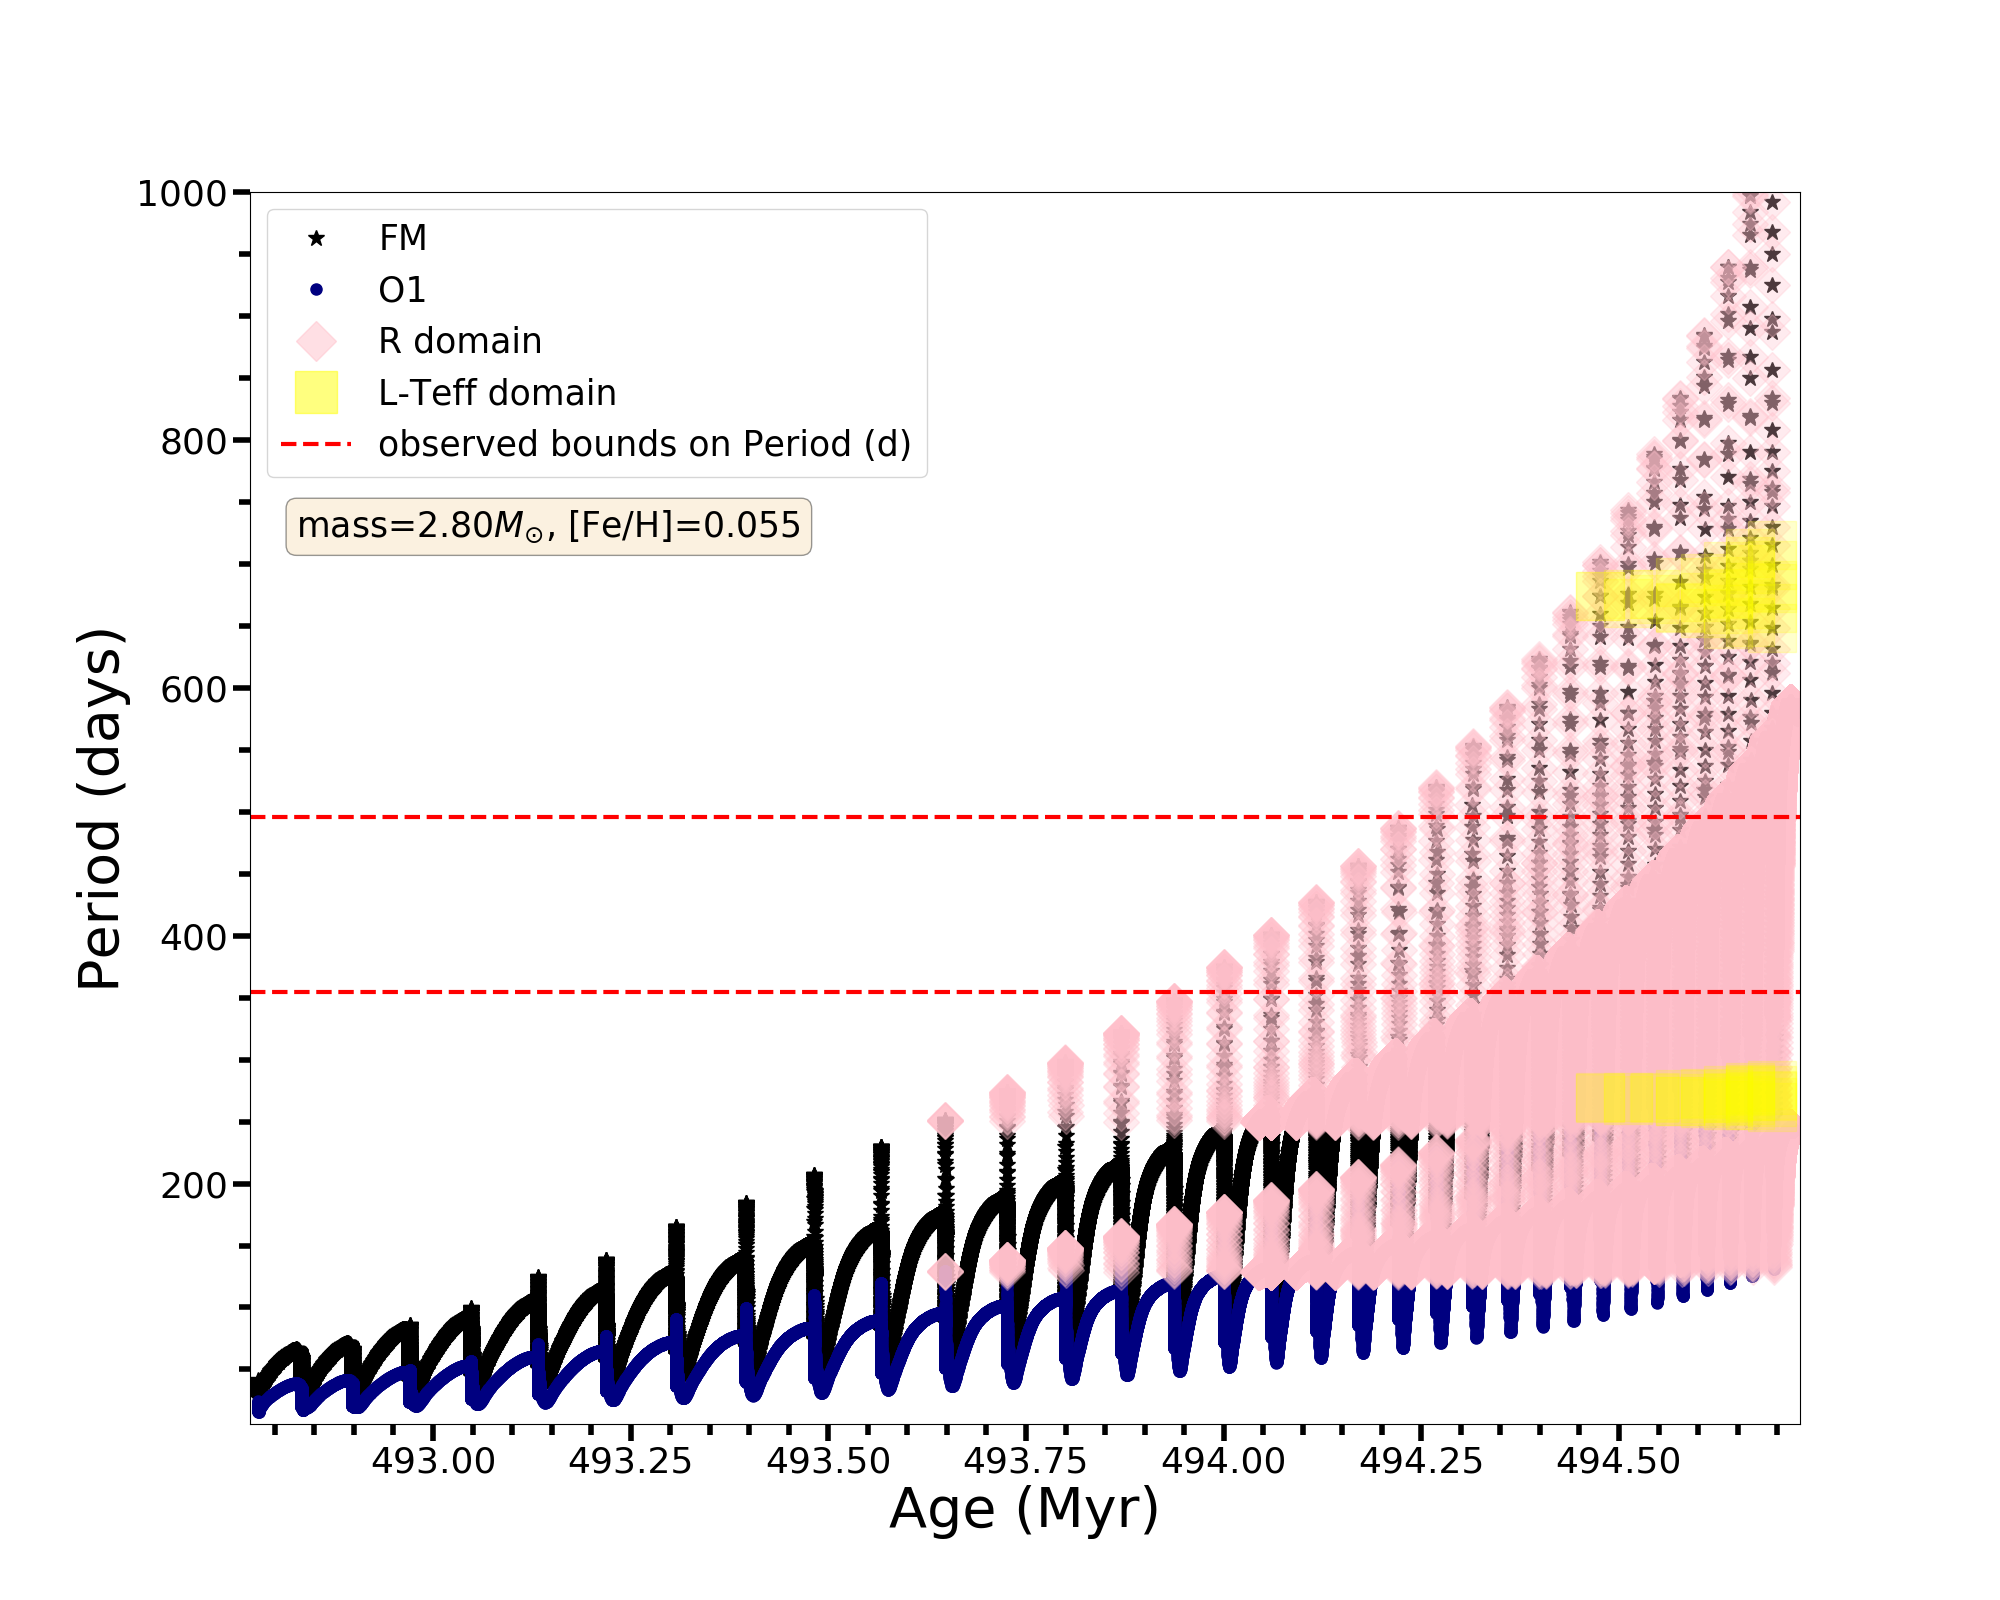 1000
800
600
400
200
Period (days)
FM
O1
R domain
L-Teff domain
observed bounds on Period (d)
mass=2.80M☉, [Fe/H]=0.055
493.00 493.25 493.50 493.75 494.00 494.25 494.50
Age (Myr)